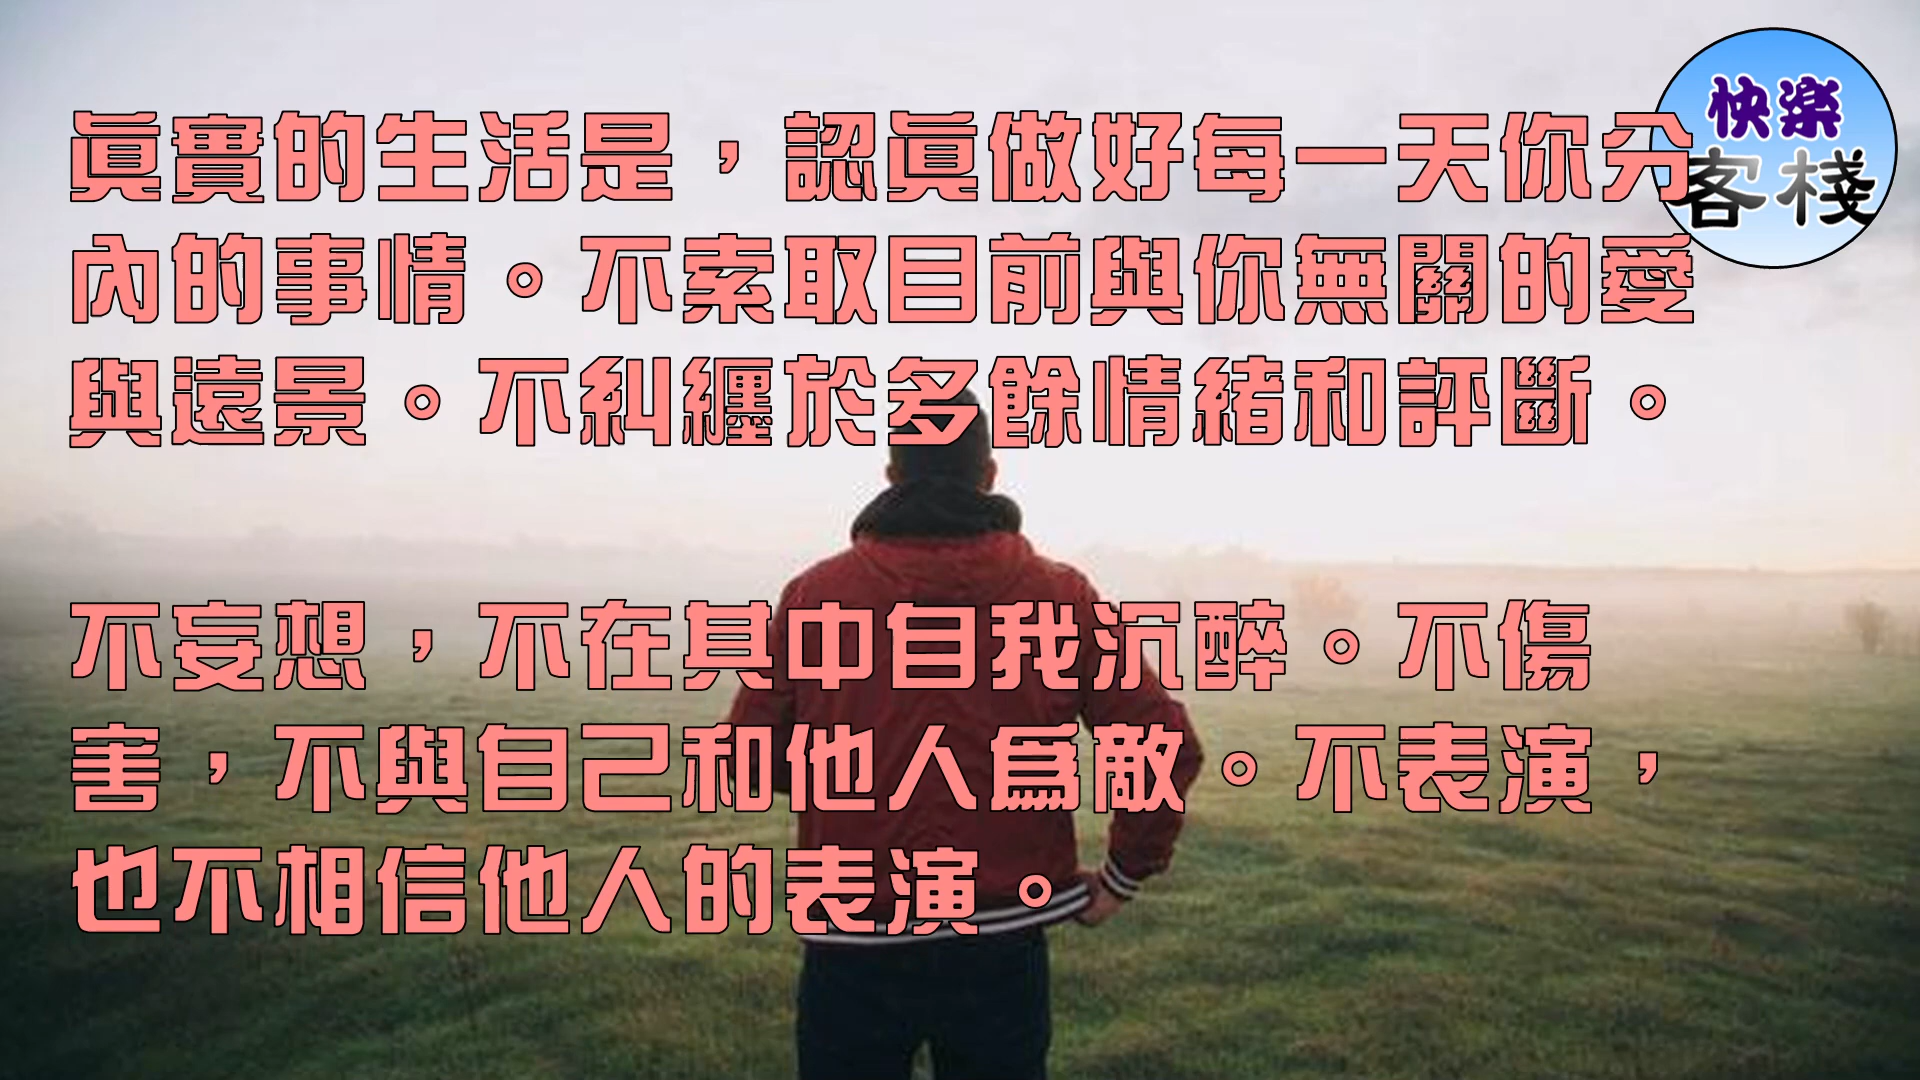 眞實的生活是，認眞做好每一天你分
內的事情。不索取目前與你無關的愛
與遠景。不糾纏於多餘情緒和評斷。
不妄想，不在其中自我沉醉。不傷
害，不與自己和他人爲敵。不表演，
也不相信他人的表演。
快樂
客棧